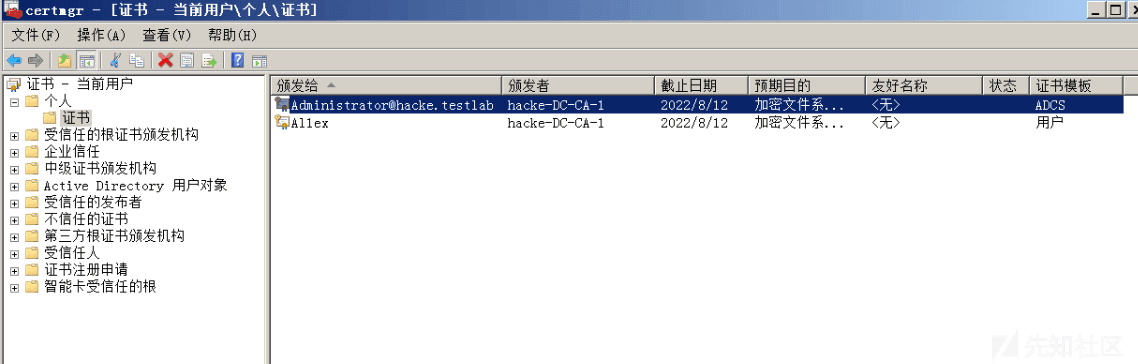 certmgr - [证书 - 当前用户\个人\证书]
文件(F) 操作(A) 查看(V) 帮助(H)
证书 - 当前用户
个人
证书
受信任的根证书颁发机构
企业信任
中级证书颁发机构
Active Directory 用户对象
受信任的发布者
不信任的证书
第三方根证书颁发机构
受信任人
证书注册申请
智能卡受信任的根
颁发给 颁发者 截止日期 预期目的 友好名称 状态 证书模板
Administrator@hacke.testlab hacke-DC-CA-1 2022/8/12 加密文件系... <无> ADCS
Allex hacke-DC-CA-1 2022/8/12 加密文件系... <无> 用户
先知社区